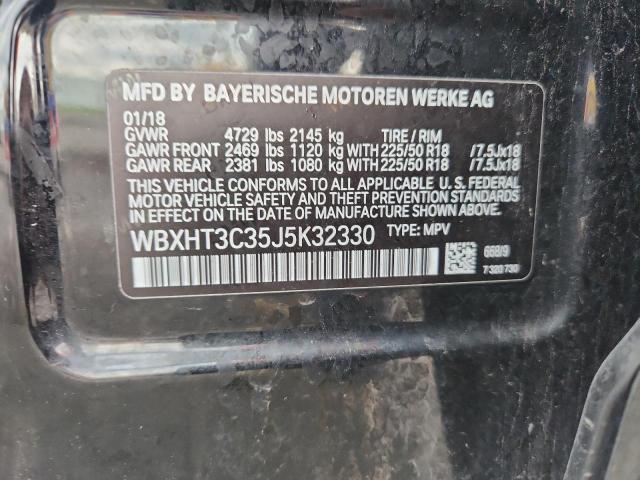 MFD BY BAYERISCHE MOTOREN WERKE AG
01/18
GVWR 4729 lbs 2145 kg TIRE / RIM
GAWR FRONT 2469 lbs 1120 kg WITH 225/50 R18 /7.5Jx18
GAWR REAR 2381 lbs 1080 kg WITH 225/50 R18 /7.5Jx18
THIS VEHICLE CONFORMS TO ALL APPLICABLE U. S. FEDERAL
MOTOR VEHICLE SAFETY AND THEFT PREVENTION
STANDARDS IN EFFECT ON THE DATE OF MANUFACTURE SHOWN
ABOVE.
WBXHT3C35J5K32330 TYPE: MPV
7320730